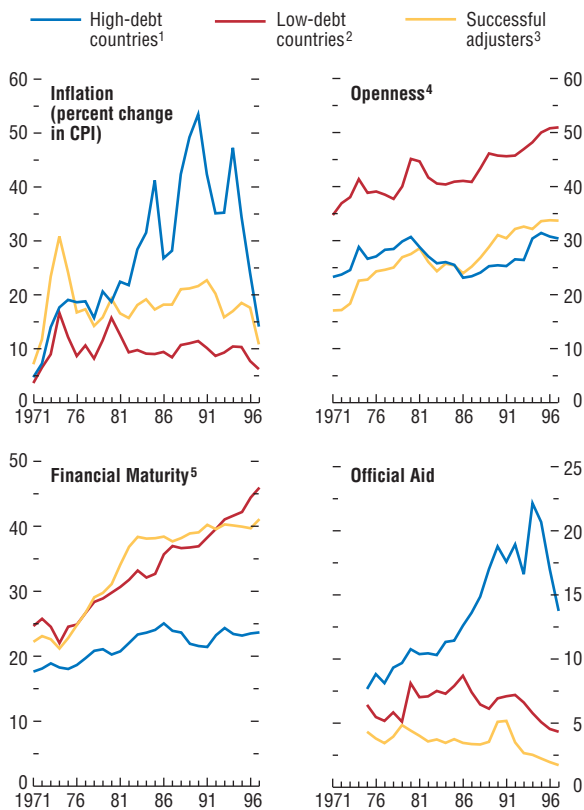 High-debt countries¹
Low-debt countries²
Successful adjusters³
Inflation
(percent change
in CPI)
60
50
40
30
20
10
0
1971 76 81 86 91 96
Openness⁴
60
50
40
30
20
10
0
1971 76 81 86 91 96
Financial Maturity⁵
50
40
30
20
10
0
1971 76 81 86 91 96
Official Aid
25
20
15
10
5
0
1971 76 81 86 91 96